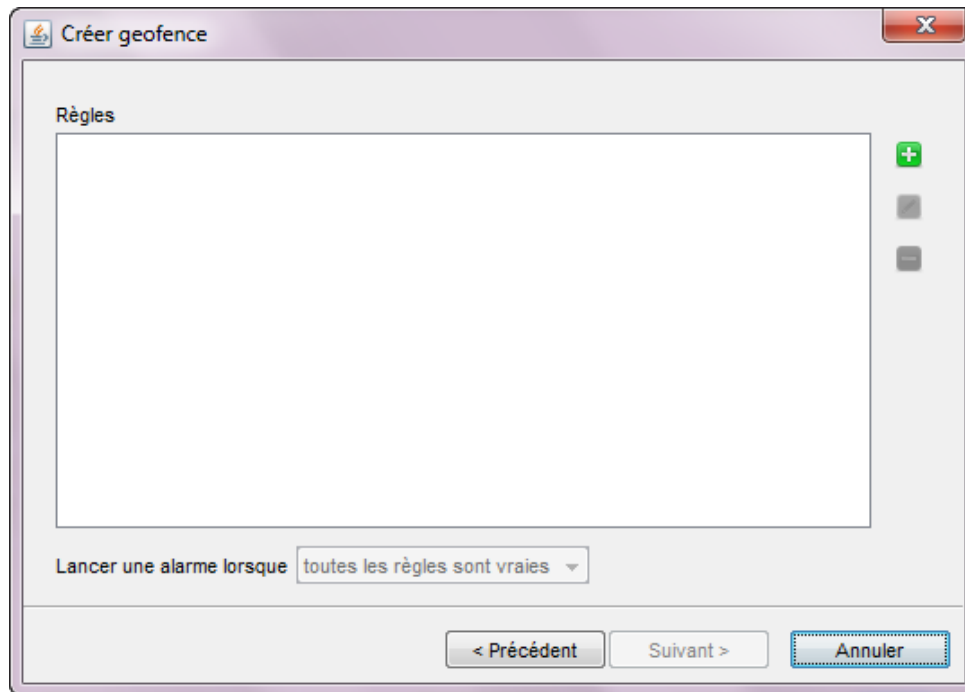 Créer geofence
Règles
Lancer une alarme lorsque toutes les règles sont vraies
< Précédent Suivant > Annuler